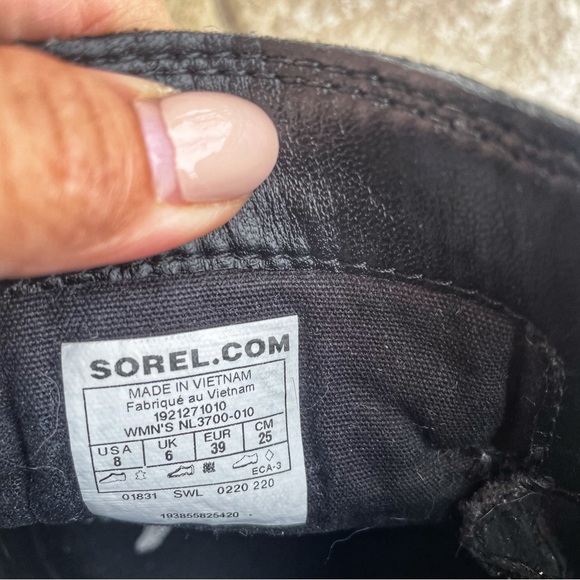 SOREL.COM
MADE IN VIETNAM
Fabriqué au Vietnam
1921271010
WMN'S NL3700-010
USA UK EUR CM
8 6 39 25
ECA-3
01831 SWL 0220 220
193855825420